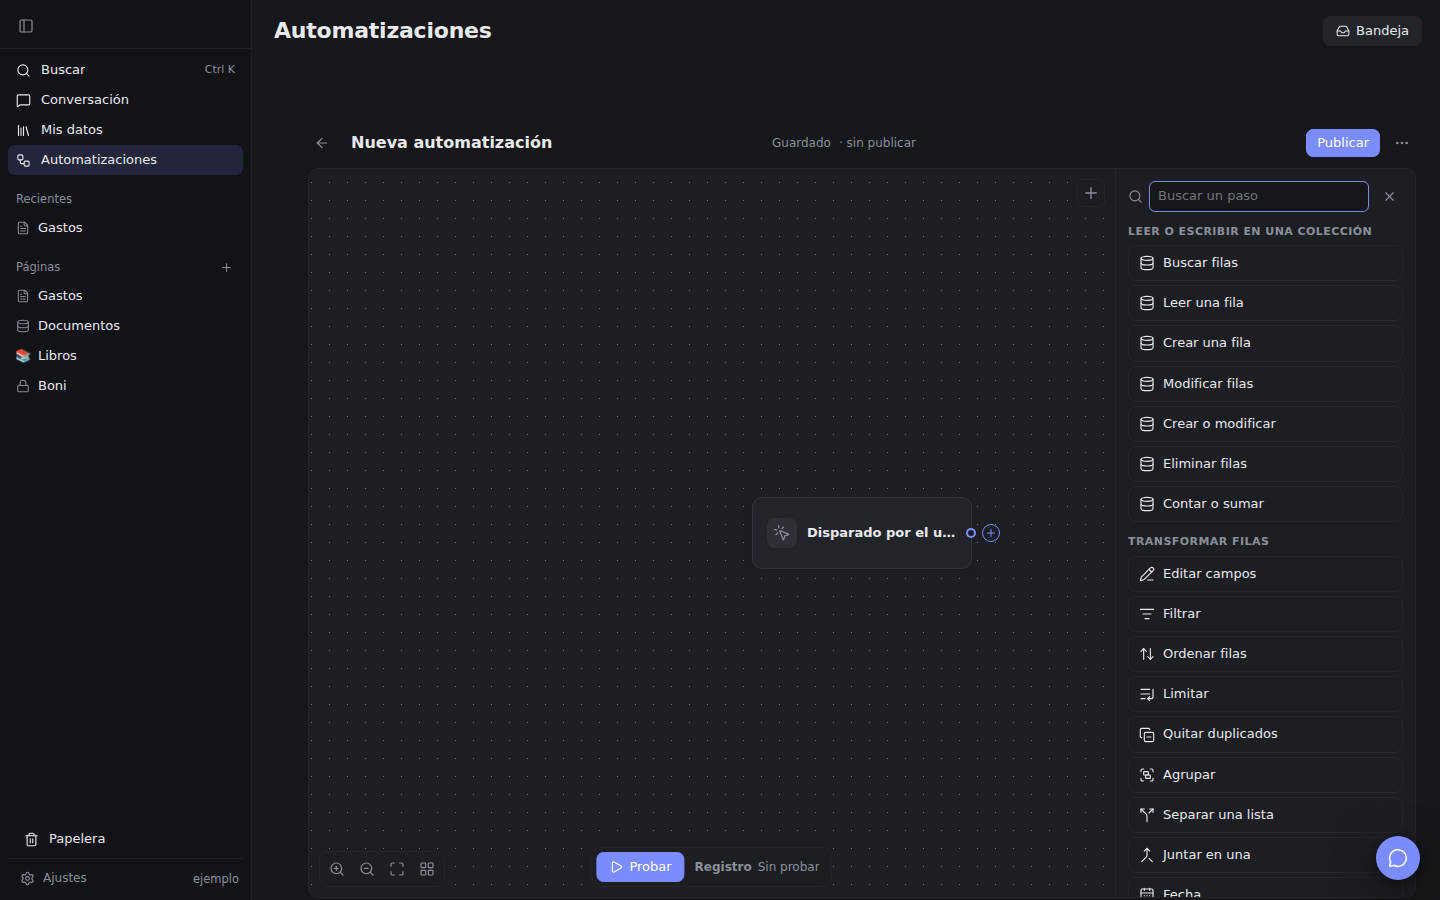 Automatizaciones
Bandeja
Buscar
Ctrl K
Conversación
Mis datos
Automatizaciones
Recientes
Gastos
Páginas
Gastos
Documentos
Libros
Boni
Papelera
Ajustes
ejemplo
Nueva automatización
Guardado · sin publicar
Publicar
Disparado por el u...
Probar
Registro Sin probar
Buscar un paso
LEER O ESCRIBIR EN UNA COLECCIÓN
Buscar filas
Leer una fila
Crear una fila
Modificar filas
Crear o modificar
Eliminar filas
Contar o sumar
TRANSFORMAR FILAS
Editar campos
Filtrar
Ordenar filas
Limitar
Quitar duplicados
Agrupar
Separar una lista
Juntar en una
Fecha